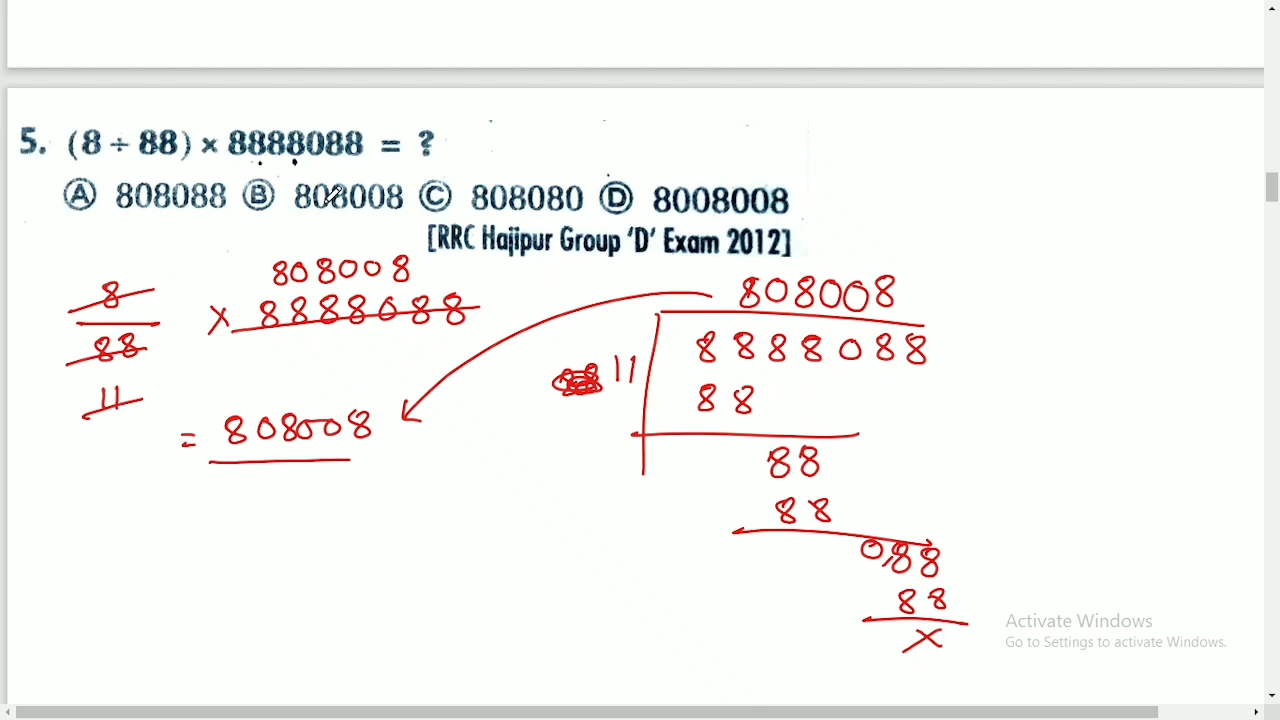 5. (8 ÷ 88) × 8888088 = ?
Ⓐ 808088 Ⓑ 808008 Ⓒ 808080 Ⓓ 8008008
[RRC Hajipur Group 'D' Exam 2012]
808008
8
× 8888088
88
11
= 808008
808008
11 8888088
88
88
88
088
88
×
Activate Windows
Go to Settings to activate Windows.